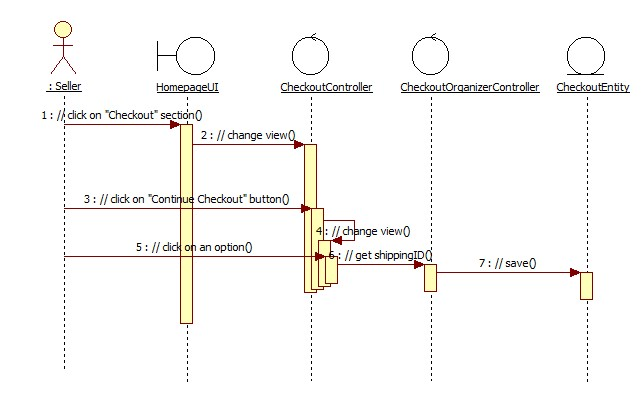 : Seller
HomepageUI
CheckoutController
CheckoutOrganizerController
CheckoutEntity
1 : // click on "Checkout" section()
2 : // change view()
3 : // click on "Continue Checkout" button()
4 : // change view()
5 : // click on an option()
6 : // get shippingID()
7 : // save()